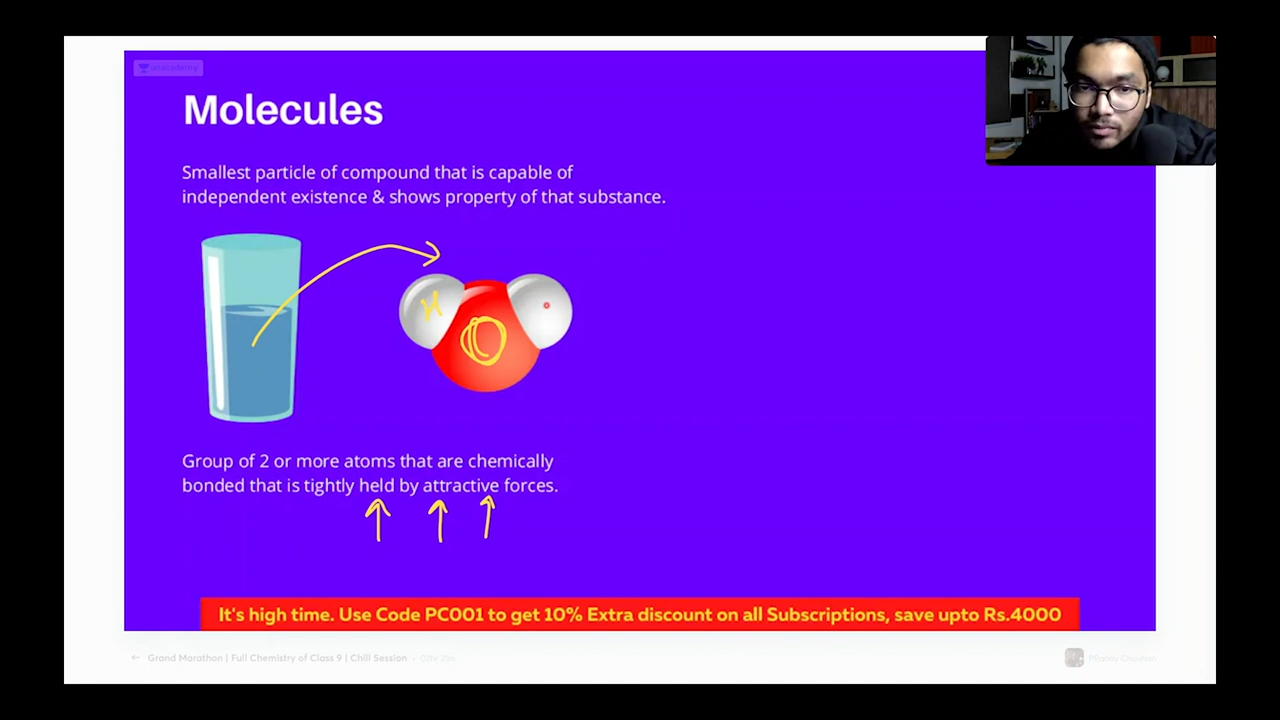 unacademy
Molecules
Smallest particle of compound that is capable of
independent existence & shows property of that substance.
H
O
Group of 2 or more atoms that are chemically
bonded that is tightly held by attractive forces.
It's high time. Use Code PC001 to get 10% Extra discount on all Subscriptions, save upto Rs.4000
Grand Marathon | Full Chemistry of Class 9 | Chill Session